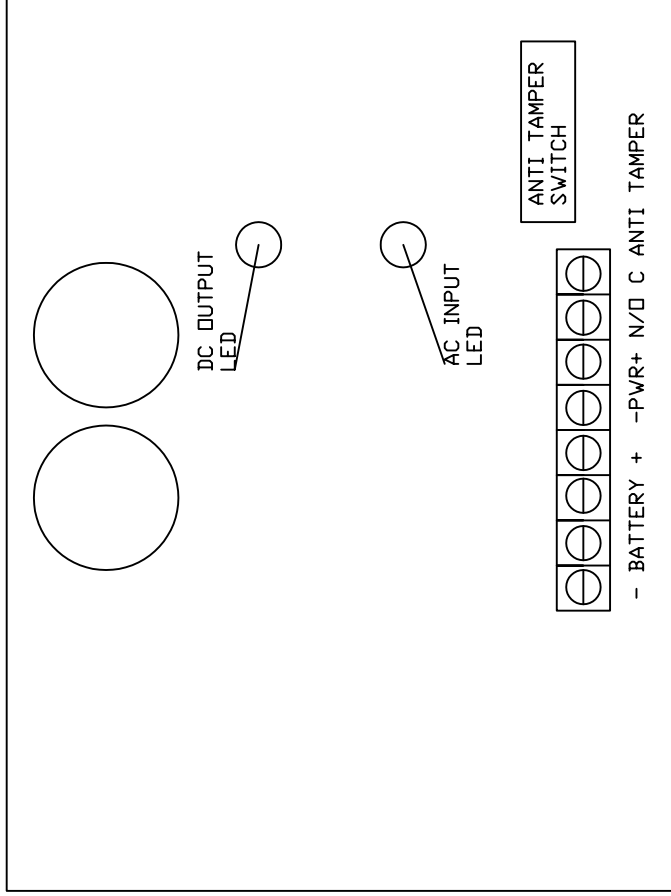 DC OUTPUT
LED
AC INPUT
LED
ANTI TAMPER
SWITCH
- BATTERY + -PWR+ N/O C ANTI TAMPER